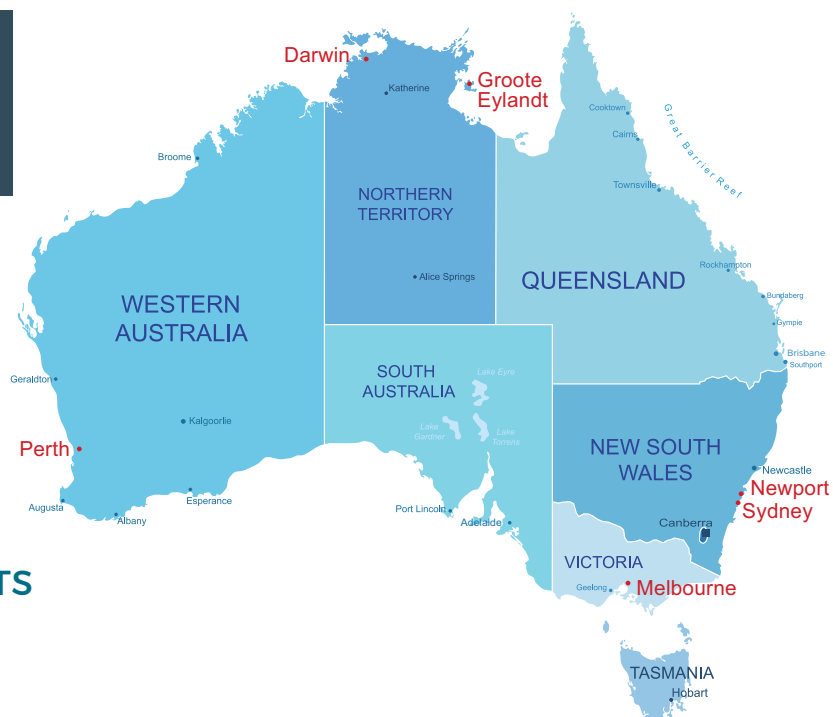 Darwin
Groote
Eylandt
Katherine
Cooktown
Cairns
Great Barrier Reef
Broome
Townsville
NORTHERN
TERRITORY
Rockhampton
Alice Springs
QUEENSLAND
WESTERN
AUSTRALIA
Bundaberg
Gympie
Brisbane
Southport
SOUTH
AUSTRALIA
Lake Eyre
Geraldton
Kalgoorlie
Lake
Gardner
Lake
Torrens
Perth
NEW SOUTH
WALES
Newcastle
Newport
Sydney
Esperance
Augusta
Albany
Port Lincoln
Adelaide
Canberra
VICTORIA
TS
Geelong
Melbourne
TASMANIA
Hobart